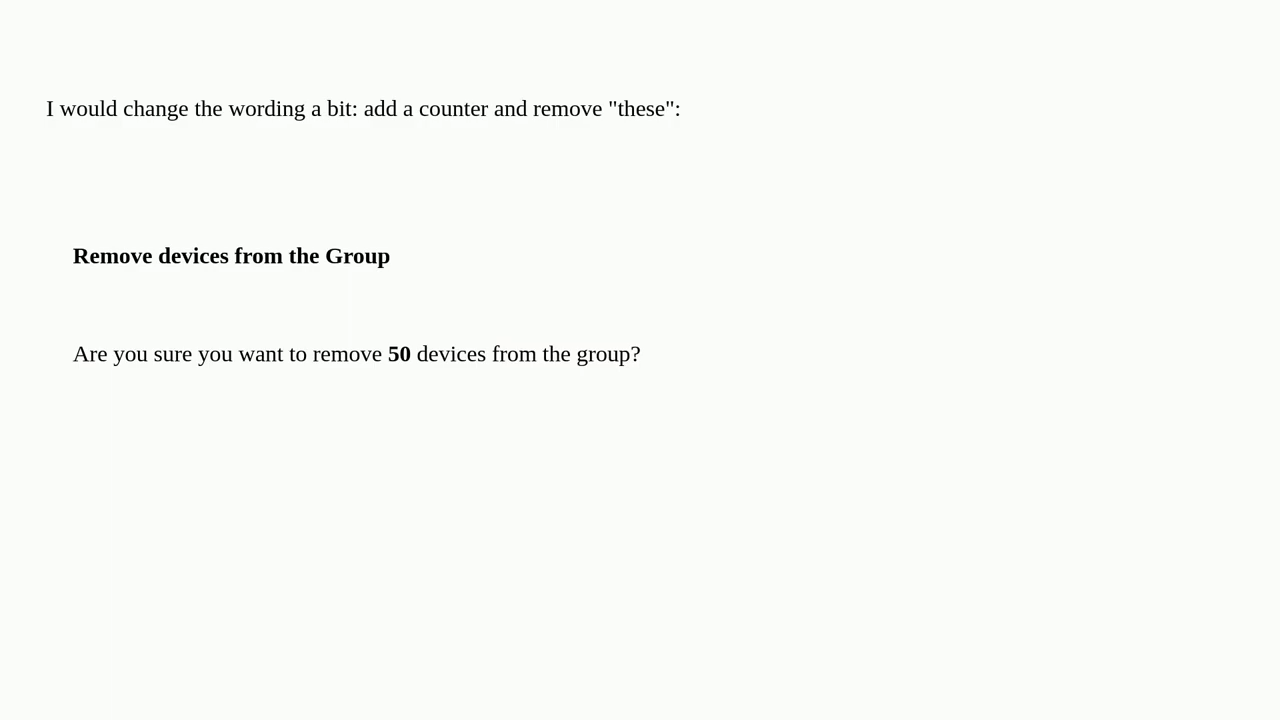 I would change the wording a bit: add a counter and remove "these":
Remove devices from the Group
Are you sure you want to remove 50 devices from the group?